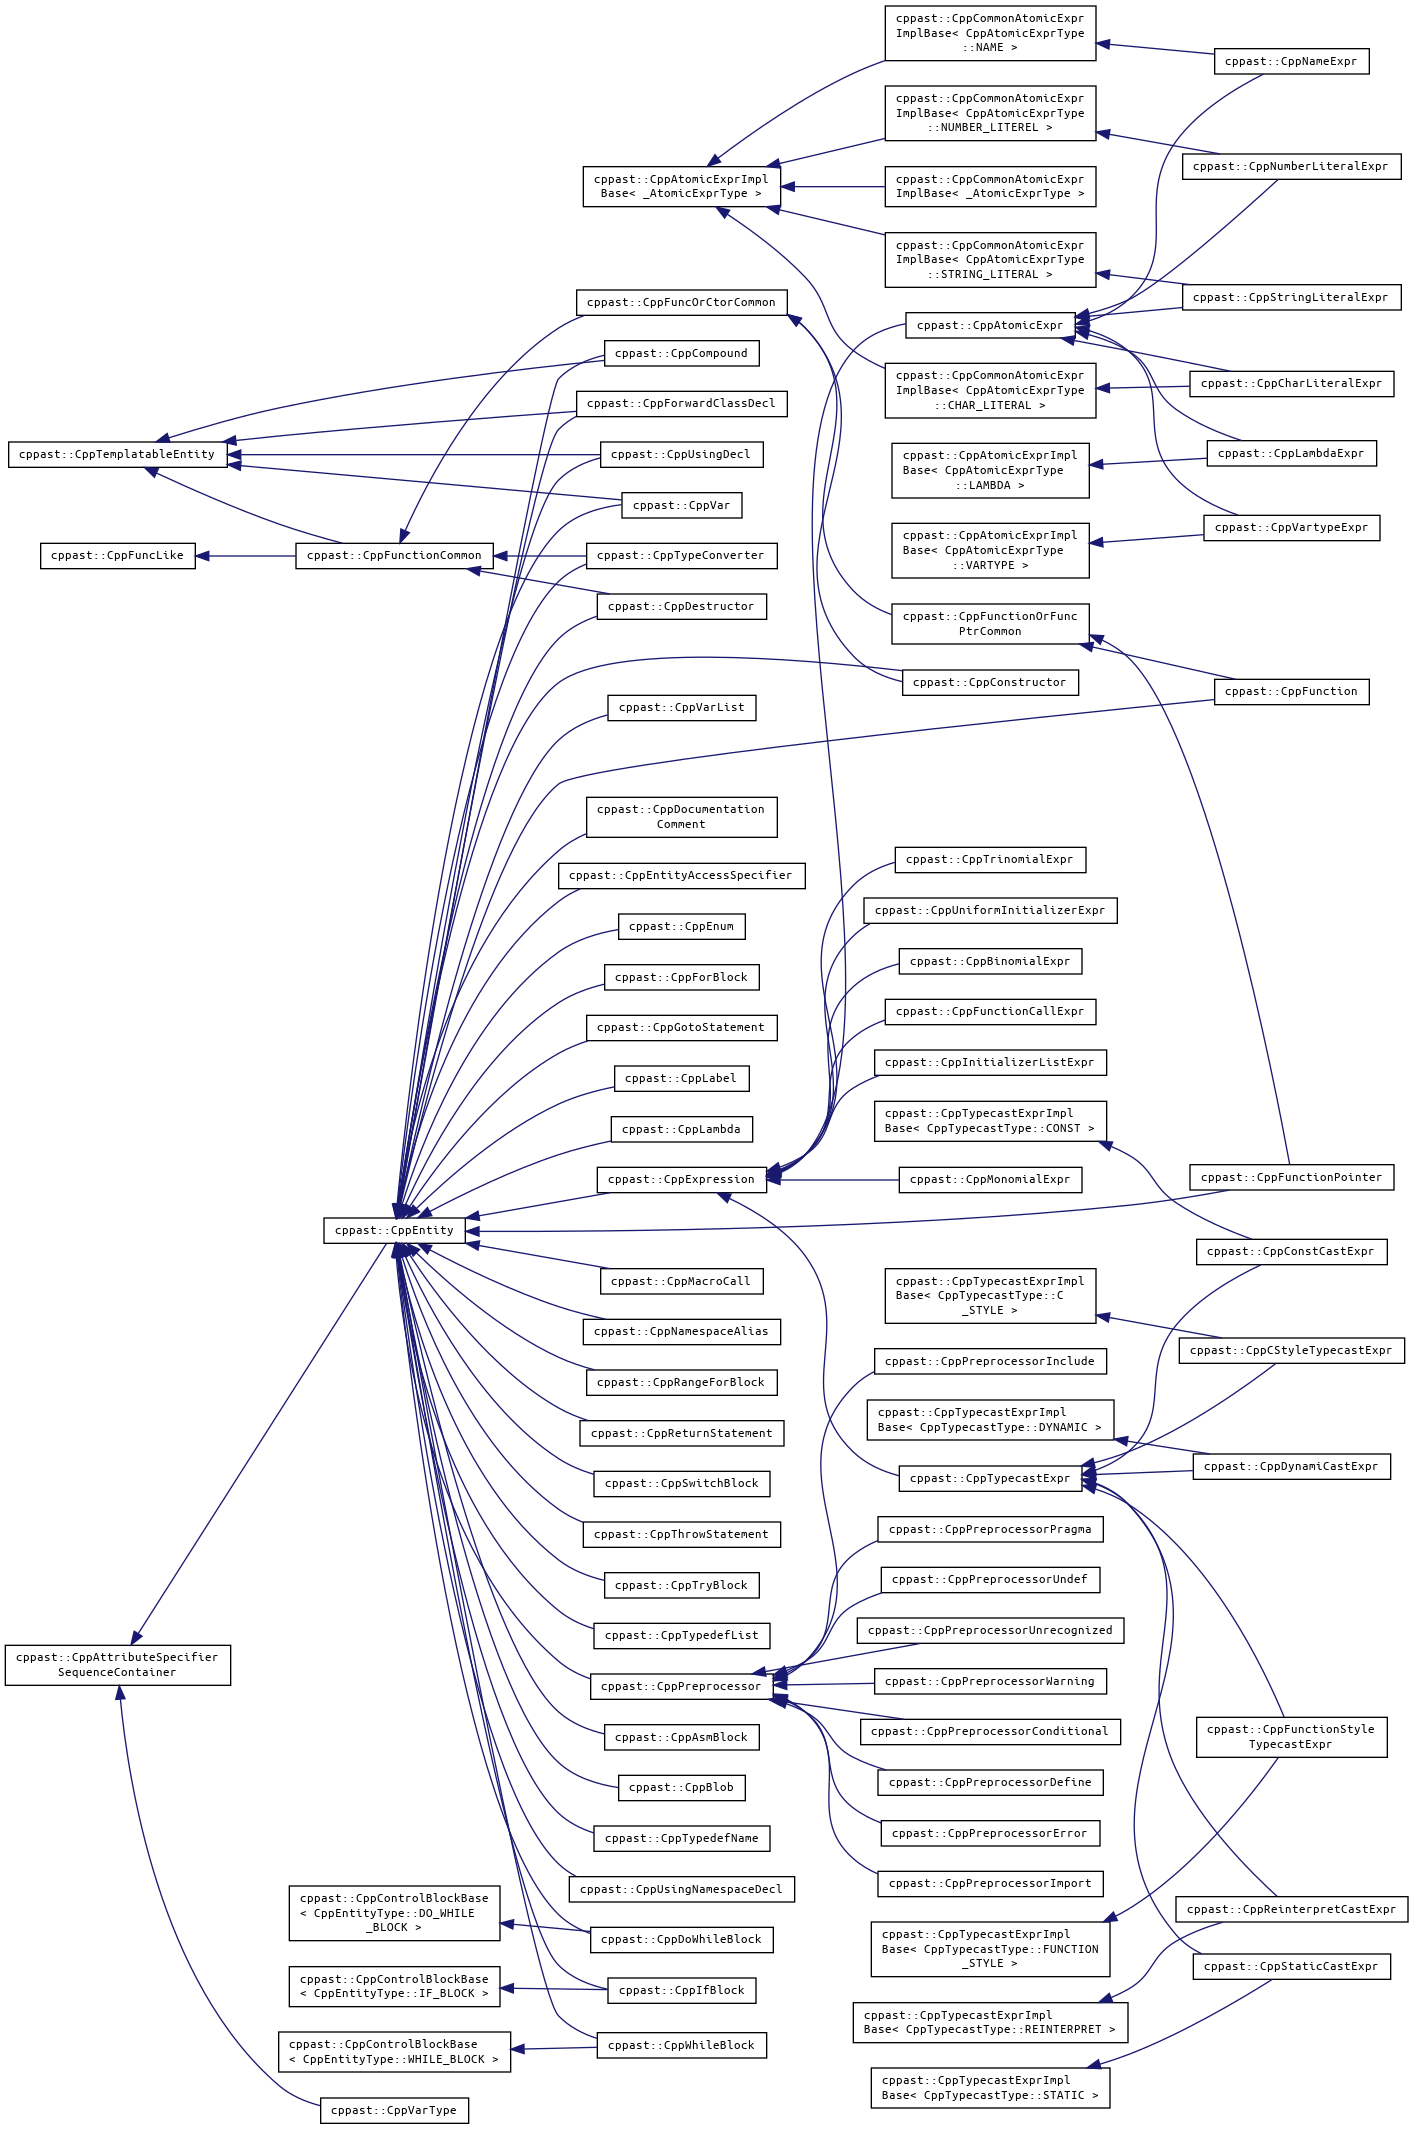 cppast::CppCommonAtomicExpr
ImplBase< CppAtomicExprType
::NAME >
cppast::CppNameExpr
cppast::CppCommonAtomicExpr
ImplBase< CppAtomicExprType
::NUMBER_LITEREL >
cppast::CppNumberLiteralExpr
cppast::CppAtomicExprImpl
Base< _AtomicExprType >
cppast::CppCommonAtomicExpr
ImplBase< _AtomicExprType >
cppast::CppCommonAtomicExpr
ImplBase< CppAtomicExprType
::STRING_LITERAL >
cppast::CppStringLiteralExpr
cppast::CppFuncOrCtorCommon
cppast::CppAtomicExpr
cppast::CppCompound
cppast::CppCommonAtomicExpr
ImplBase< CppAtomicExprType
::CHAR_LITERAL >
cppast::CppCharLiteralExpr
cppast::CppForwardClassDecl
cppast::CppTemplatableEntity
cppast::CppUsingDecl
cppast::CppAtomicExprImpl
Base< CppAtomicExprType
::LAMBDA >
cppast::CppLambdaExpr
cppast::CppVar
cppast::CppAtomicExprImpl
Base< CppAtomicExprType
::VARTYPE >
cppast::CppVartypeExpr
cppast::CppFuncLike
cppast::CppFunctionCommon
cppast::CppTypeConverter
cppast::CppDestructor
cppast::CppFunctionOrFunc
PtrCommon
cppast::CppConstructor
cppast::CppFunction
cppast::CppVarList
cppast::CppDocumentation
Comment
cppast::CppTrinomialExpr
cppast::CppEntityAccessSpecifier
cppast::CppUniformInitializerExpr
cppast::CppEnum
cppast::CppBinomialExpr
cppast::CppForBlock
cppast::CppFunctionCallExpr
cppast::CppGotoStatement
cppast::CppInitializerListExpr
cppast::CppLabel
cppast::CppTypecastExprImpl
Base< CppTypecastType::CONST >
cppast::CppLambda
cppast::CppExpression
cppast::CppMonomialExpr
cppast::CppFunctionPointer
cppast::CppEntity
cppast::CppConstCastExpr
cppast::CppMacroCall
cppast::CppTypecastExprImpl
Base< CppTypecastType::C
_STYLE >
cppast::CppNamespaceAlias
cppast::CppCStyleTypecastExpr
cppast::CppPreprocessorInclude
cppast::CppRangeForBlock
cppast::CppTypecastExprImpl
Base< CppTypecastType::DYNAMIC >
cppast::CppReturnStatement
cppast::CppDynamiCastExpr
cppast::CppSwitchBlock
cppast::CppTypecastExpr
cppast::CppThrowStatement
cppast::CppPreprocessorPragma
cppast::CppTryBlock
cppast::CppPreprocessorUndef
cppast::CppTypedefList
cppast::CppPreprocessorUnrecognized
cppast::CppAttributeSpecifier
SequenceContainer
cppast::CppPreprocessor
cppast::CppPreprocessorWarning
cppast::CppAsmBlock
cppast::CppPreprocessorConditional
cppast::CppFunctionStyle
TypecastExpr
cppast::CppBlob
cppast::CppPreprocessorDefine
cppast::CppTypedefName
cppast::CppPreprocessorError
cppast::CppUsingNamespaceDecl
cppast::CppPreprocessorImport
cppast::CppControlBlockBase
< CppEntityType::DO_WHILE
_BLOCK >
cppast::CppReinterpretCastExpr
cppast::CppDoWhileBlock
cppast::CppTypecastExprImpl
Base< CppTypecastType::FUNCTION
_STYLE >
cppast::CppStaticCastExpr
cppast::CppControlBlockBase
< CppEntityType::IF_BLOCK >
cppast::CppIfBlock
cppast::CppTypecastExprImpl
Base< CppTypecastType::REINTERPRET >
cppast::CppControlBlockBase
< CppEntityType::WHILE_BLOCK >
cppast::CppWhileBlock
cppast::CppTypecastExprImpl
Base< CppTypecastType::STATIC >
cppast::CppVarType